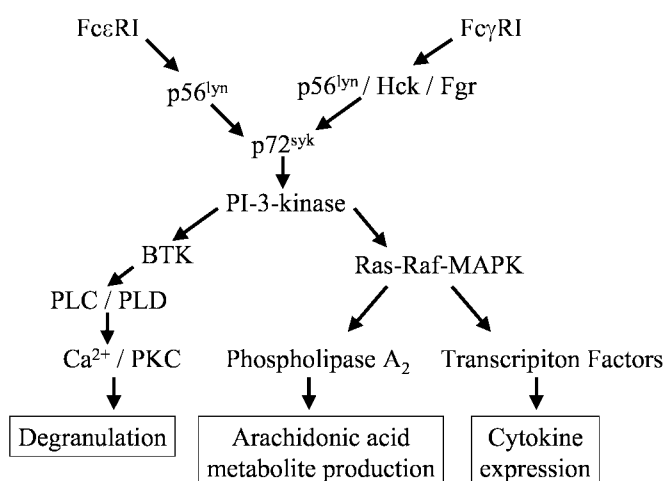 FcεRI
FcγRI
p56lyn
p56lyn / Hck / Fgr
p72syk
PI-3-kinase
BTK
Ras-Raf-MAPK
PLC / PLD
Ca2+ / PKC
Phospholipase A2
Transcripiton Factors
Degranulation
Arachidonic acid
metabolite production
Cytokine
expression